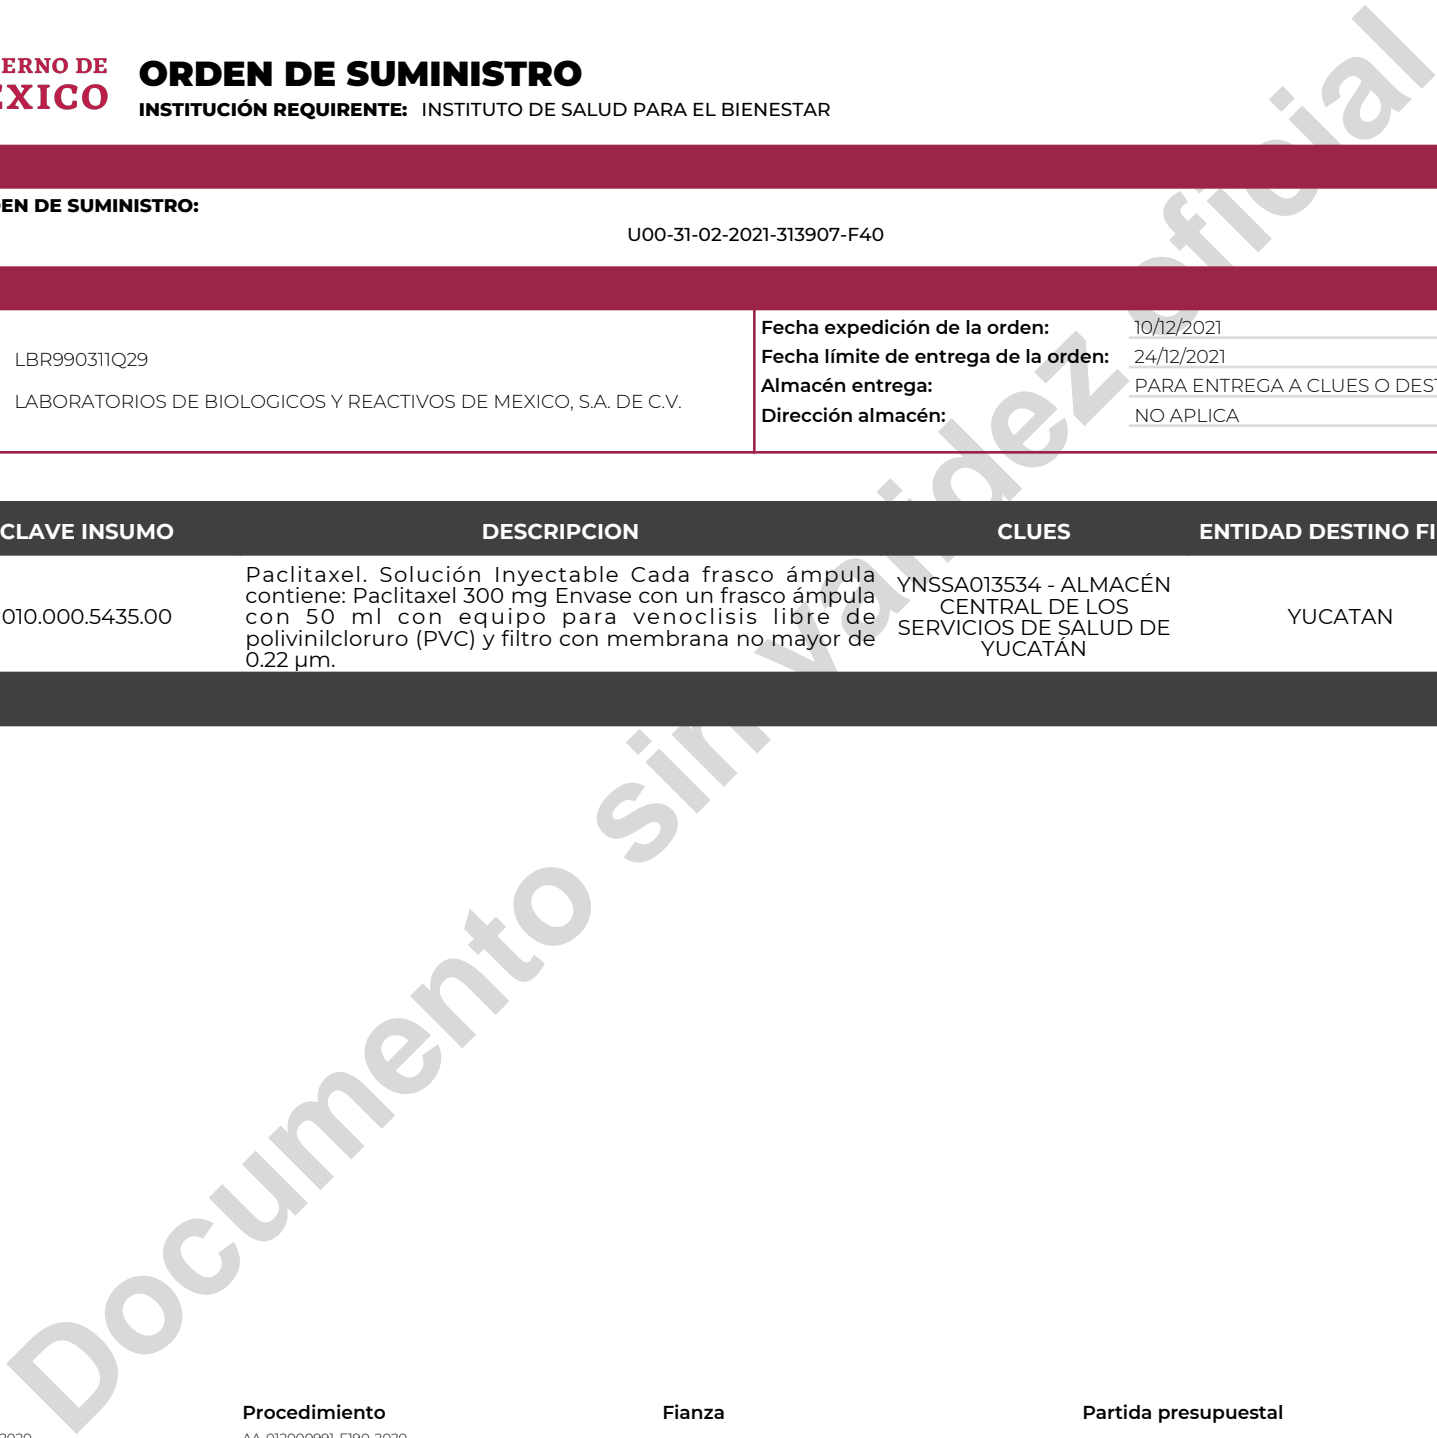 ERNO DE
EXICO
ORDEN DE SUMINISTRO
INSTITUCIÓN REQUIRENTE: INSTITUTO DE SALUD PARA EL BIENESTAR
EN DE SUMINISTRO:
U00-31-02-2021-313907-F40
LBR990311Q29
LABORATORIOS DE BIOLOGICOS Y REACTIVOS DE MEXICO, S.A. DE C.V.
Fecha expedición de la orden: 10/12/2021
Fecha límite de entrega de la orden: 24/12/2021
Almacén entrega: PARA ENTREGA A CLUES O DEST
Dirección almacén: NO APLICA
CLAVE INSUMO DESCRIPCION CLUES ENTIDAD DESTINO FI
010.000.5435.00
Paclitaxel. Solución Inyectable Cada frasco ámpula
contiene: Paclitaxel 300 mg Envase con un frasco ámpula
con 50 ml con equipo para venoclisis libre de
polivinilcloruro (PVC) y filtro con membrana no mayor de
0.22 µm.
YNSSA013534 - ALMACÉN
CENTRAL DE LOS
SERVICIOS DE SALUD DE
YUCATÁN
YUCATAN
Documento sin validez oficial
Procedimiento Fianza Partida presupuestal